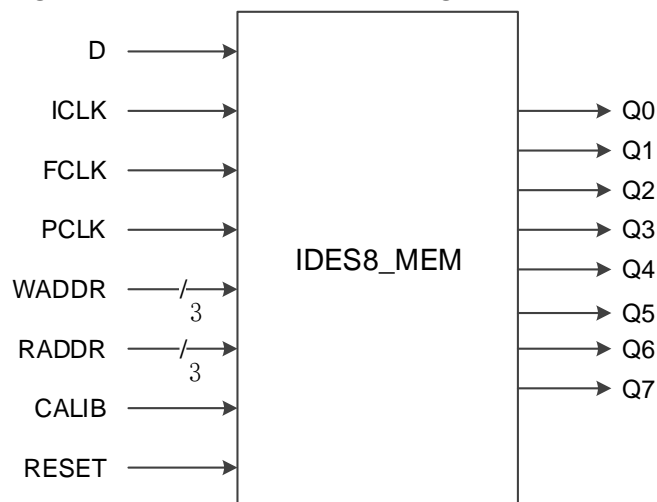 D
ICLK
FCLK
PCLK
WADDR
3
RADDR
3
CALIB
RESET
IDES8_MEM
Q0
Q1
Q2
Q3
Q4
Q5
Q6
Q7